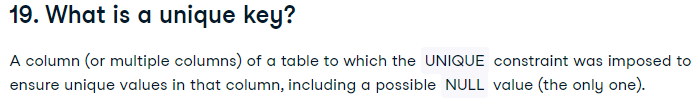 19. What is a unique key?
A column (or multiple columns) of a table to which the UNIQUE constraint was imposed to
ensure unique values in that column, including a possible NULL value (the only one).